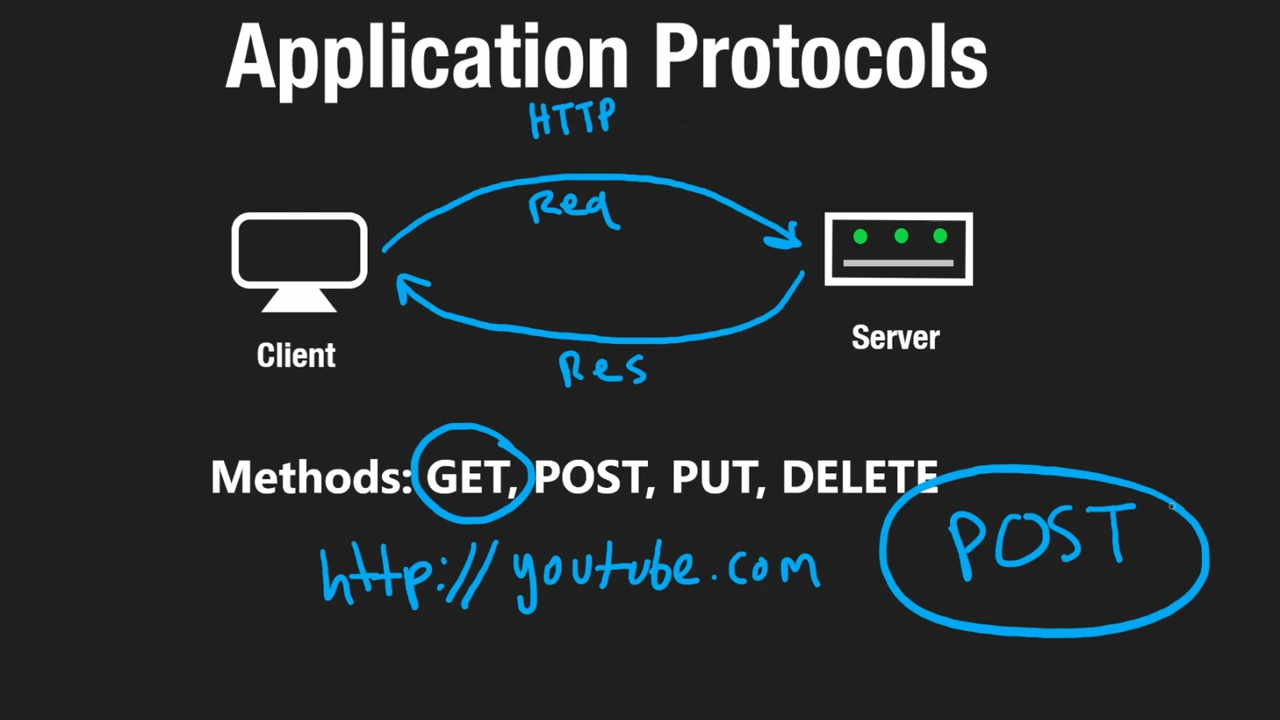 Application Protocols
HTTP
Req
Client
Server
Res
Methods: GET, POST, PUT, DELETE
http://youtube.com
POST